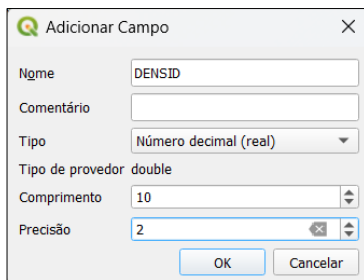 Adicionar Campo
Nome DENSID
Comentário
Tipo Número decimal (real)
Tipo de provedor double
Comprimento 10
Precisão 2
OK Cancelar